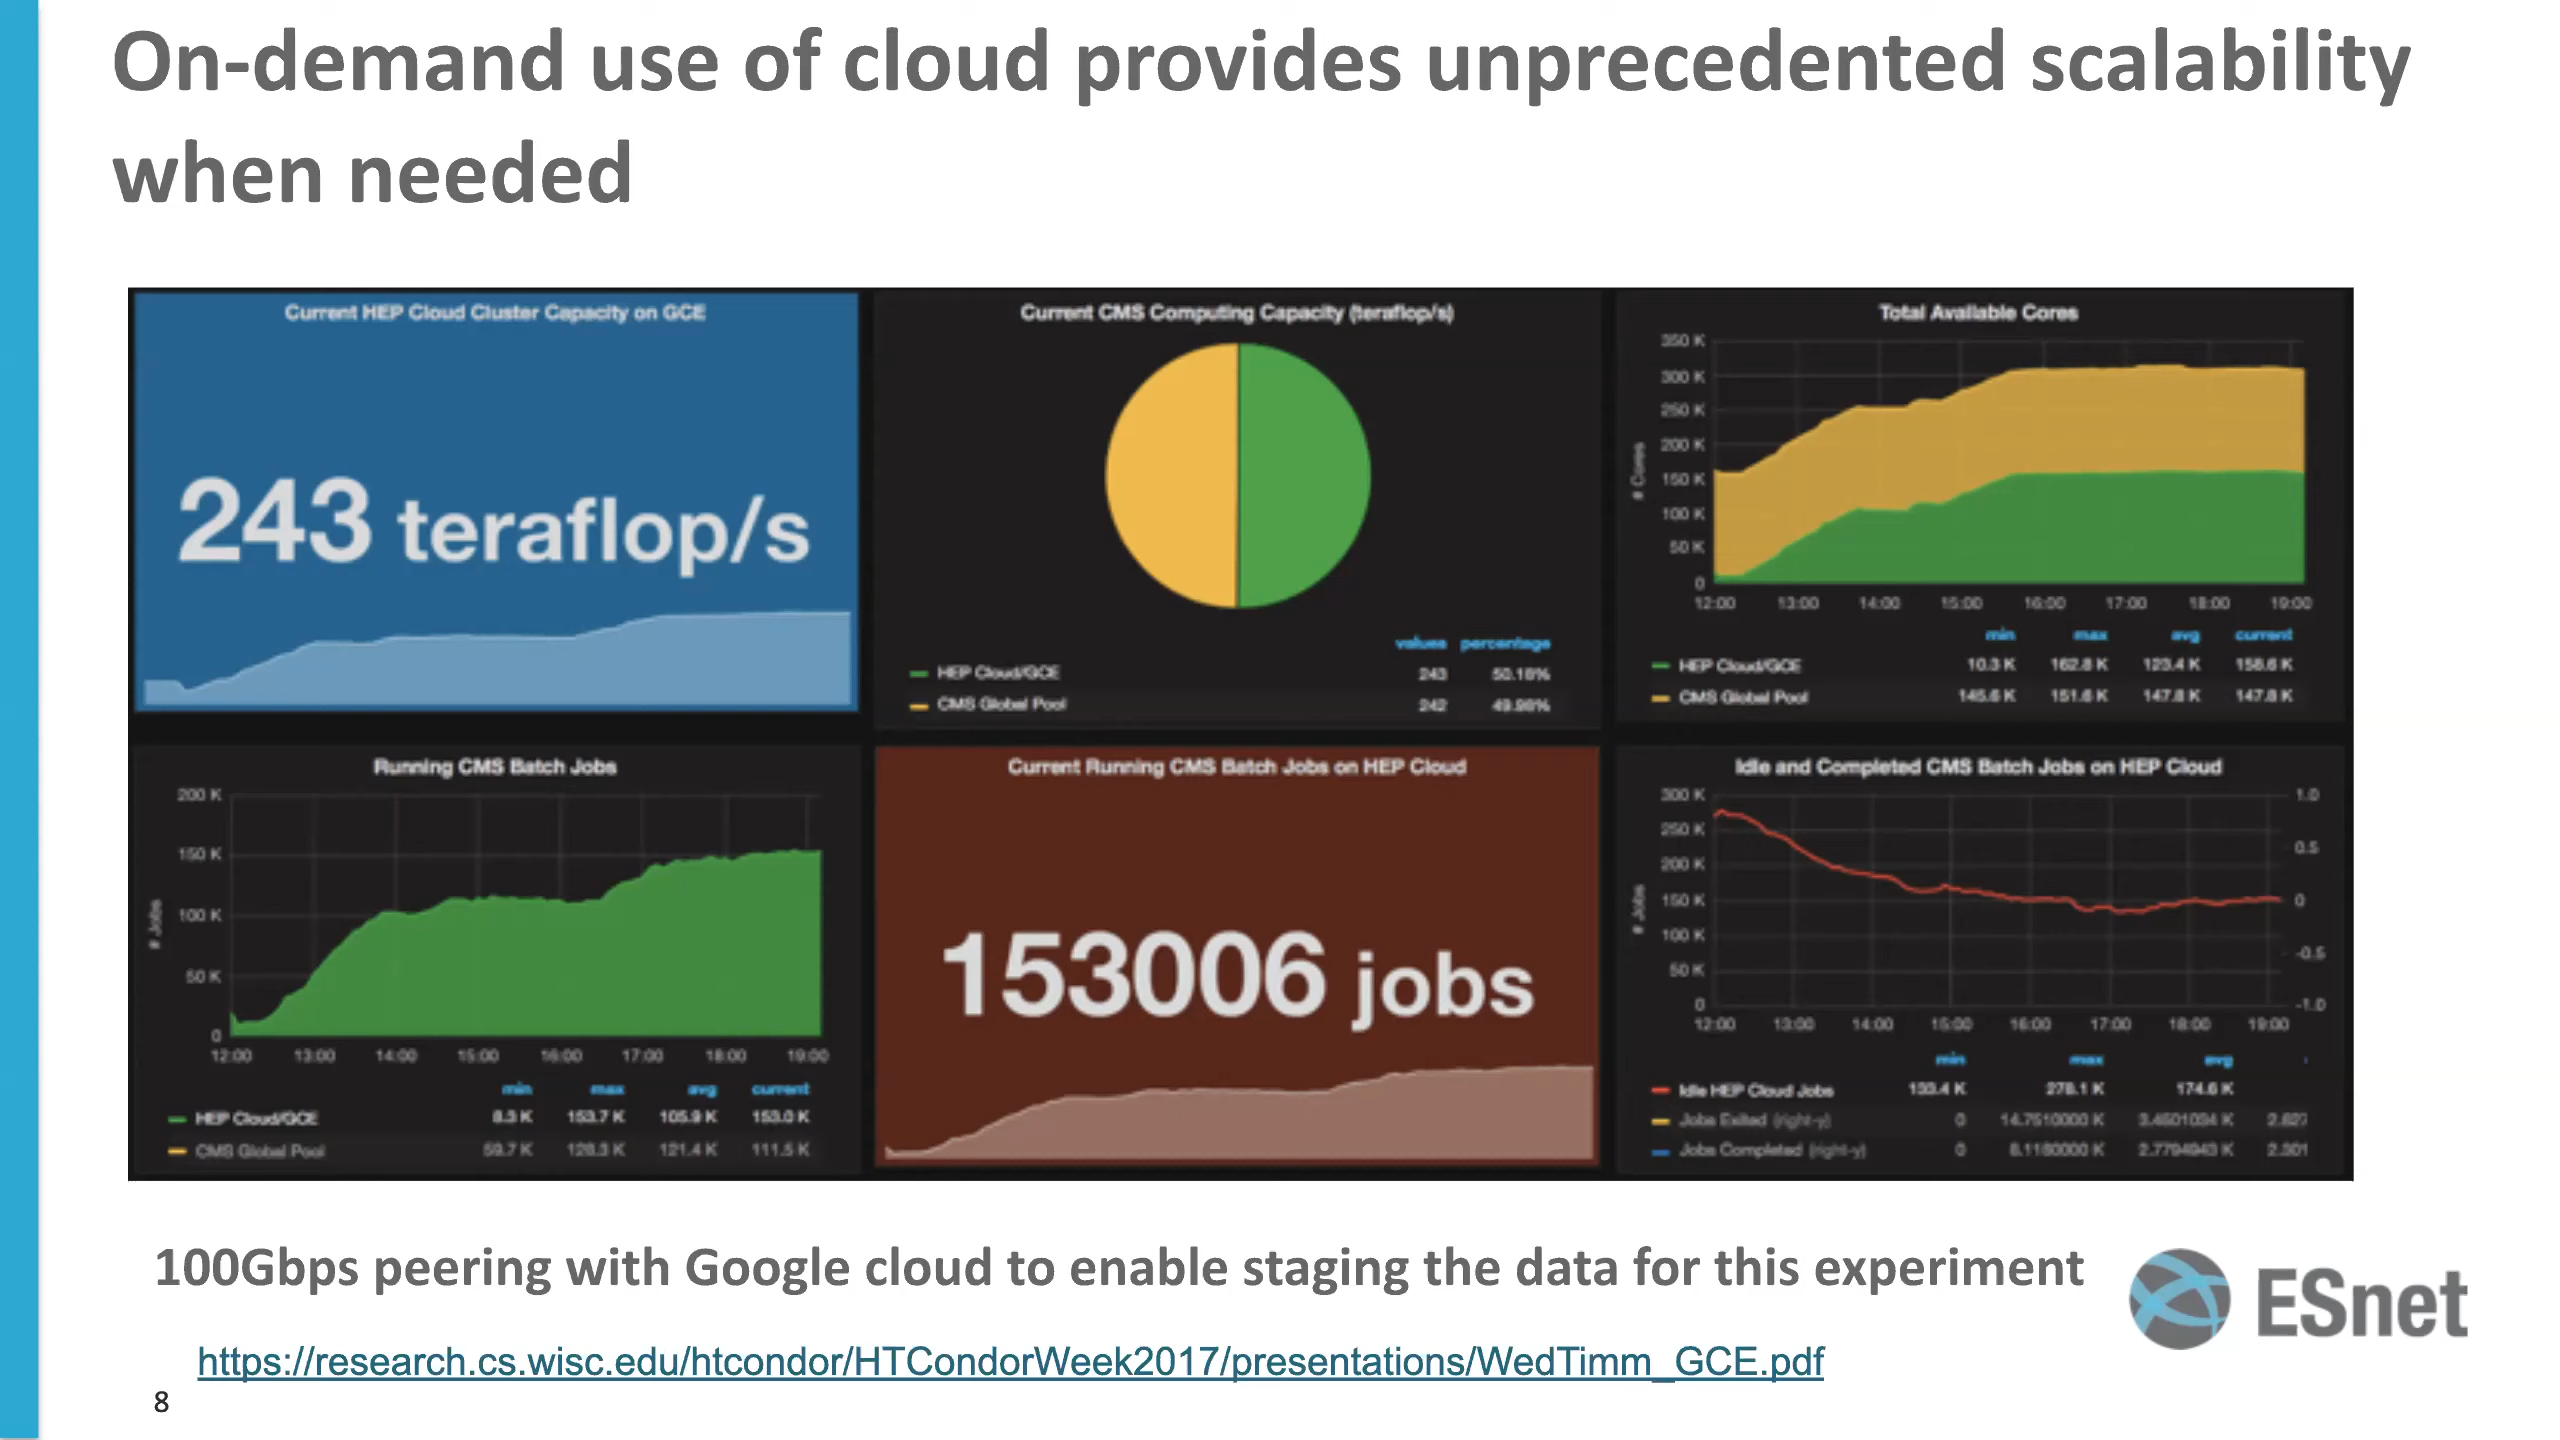 On-demand use of cloud provides unprecedented scalability
when needed
Current HEP Cloud Cluster Capacity on GCE
243 teraflop/s
Current CMS Computing Capacity (teraflop/s)
values percentage
HEP Cloud/GCE 243 50.18%
CMS Global Pool 242 49.98%
Total Available Cores
# Cores
350 K
300 K
250 K
200 K
150 K
100 K
50 K
0
12:00 13:00 14:00 15:00 16:00 17:00 18:00 19:00
min max avg current
HEP Cloud/GCE 10.3 K 162.8 K 123.4 K 158.6 K
CMS Global Pool 145.6 K 151.6 K 147.8 K 147.8 K
Running CMS Batch Jobs
# Jobs
200 K
150 K
100 K
50 K
0
12:00 13:00 14:00 15:00 16:00 17:00 18:00 19:00
min max avg current
HEP Cloud/GCE 8.3 K 153.7 K 105.9 K 153.0 K
CMS Global Pool 59.7 K 128.3 K 121.4 K 111.5 K
Current Running CMS Batch Jobs on HEP Cloud
153006 jobs
Idle and Completed CMS Batch Jobs on HEP Cloud
# Jobs
300 K
250 K
200 K
150 K
100 K
50 K
0
1.0
0.5
0
-0.5
-1.0
12:00 13:00 14:00 15:00 16:00 17:00 18:00 19:00
min max avg
Idle HEP Cloud Jobs 133.4 K 278.1 K 174.6 K
Jobs Exited (right-y) 0 14.7510000 K
Jobs Completed (right-y) 0 8.1180000 K
100Gbps peering with Google cloud to enable staging the data for this experiment
ESnet
https://research.cs.wisc.edu/htcondor/HTCondorWeek2017/presentations/WedTimm_GCE.pdf
8